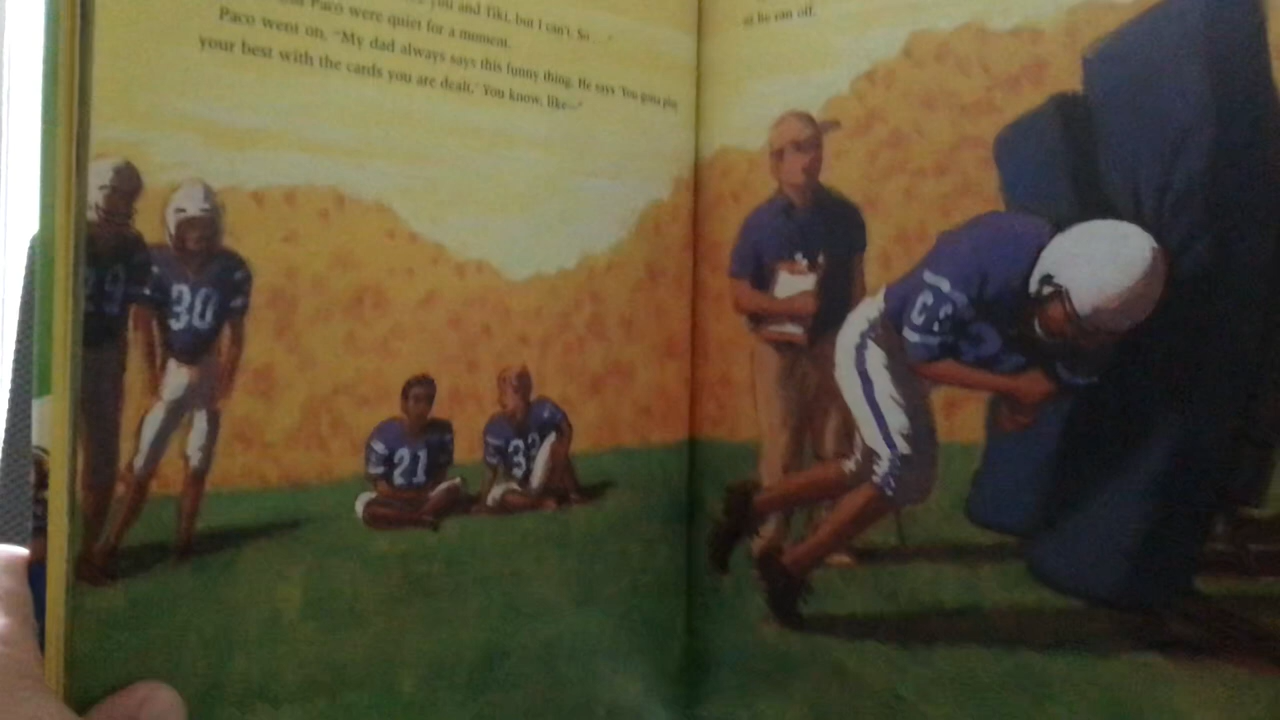 you and Tiki, but I can't. So . . ."
Paco were quiet for a moment.
Paco went on, "My dad always says this funny thing. He says 'You gotta play
your best with the cards you are dealt.' You know, like—"
as he ran off.
29
30
21
33